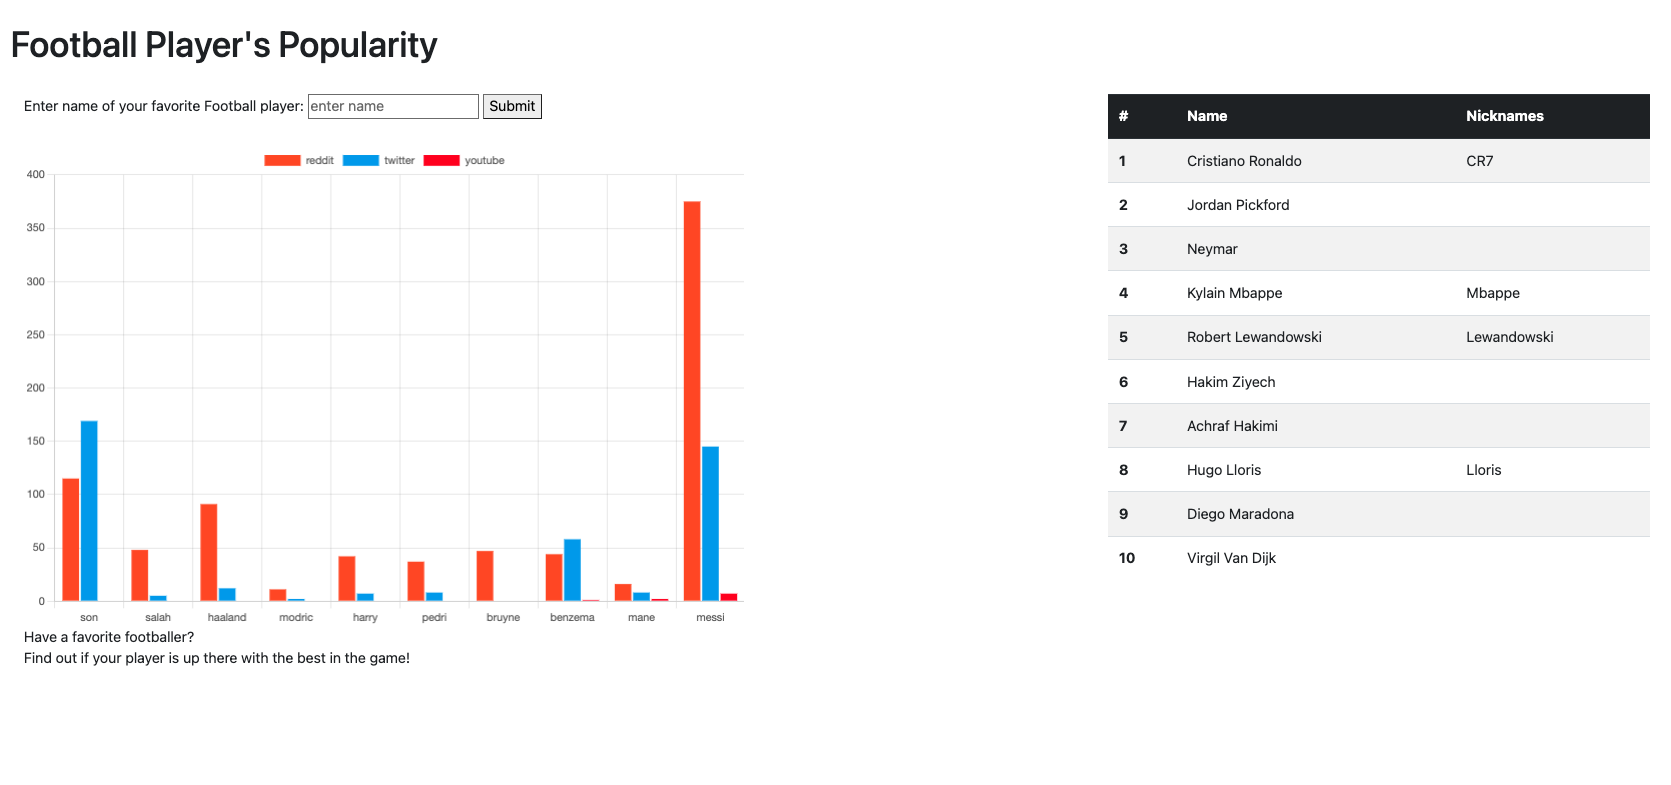 Football Player's Popularity
Enter name of your favorite Football player: enter name Submit
reddit twitter youtube
400
350
300
250
200
150
100
50
0
son salah haaland modric harry pedri bruyne benzema mane messi
Have a favorite footballer?
Find out if your player is up there with the best in the game!
# Name Nicknames
1 Cristiano Ronaldo CR7
2 Jordan Pickford
3 Neymar
4 Kylain Mbappe Mbappe
5 Robert Lewandowski Lewandowski
6 Hakim Ziyech
7 Achraf Hakimi
8 Hugo Lloris Lloris
9 Diego Maradona
10 Virgil Van Dijk